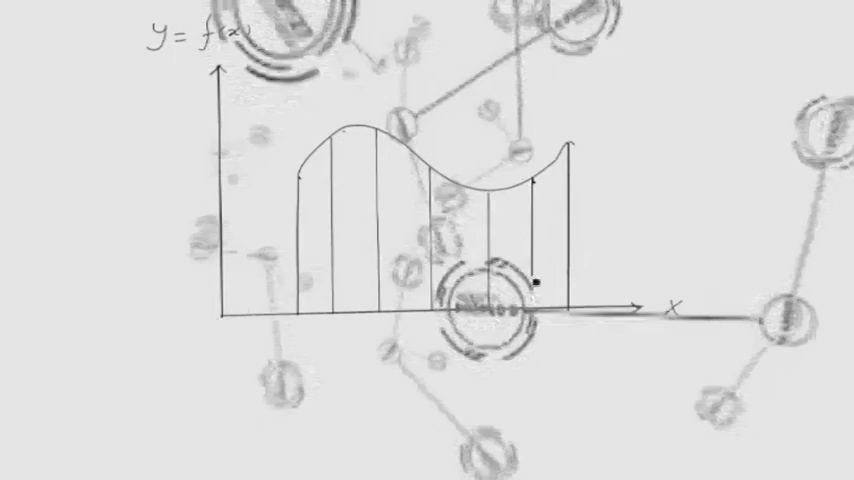 y = f(x)
x